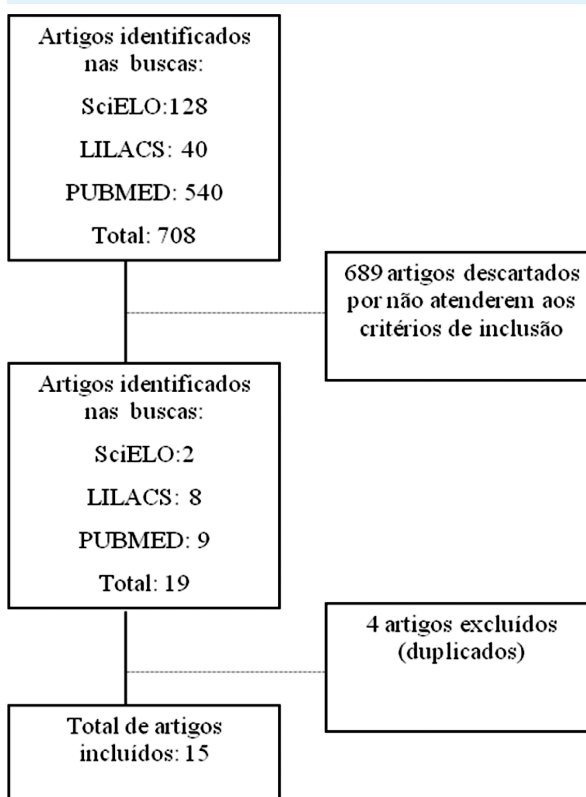 Artigos identificados
nas buscas:
SciELO:128
LILACS: 40
PUBMED: 540
Total: 708
689 artigos descartados
por não atenderem aos
critérios de inclusão
Artigos identificados
nas buscas:
SciELO:2
LILACS: 8
PUBMED: 9
Total: 19
4 artigos excluídos
(duplicados)
Total de artigos
incluídos: 15